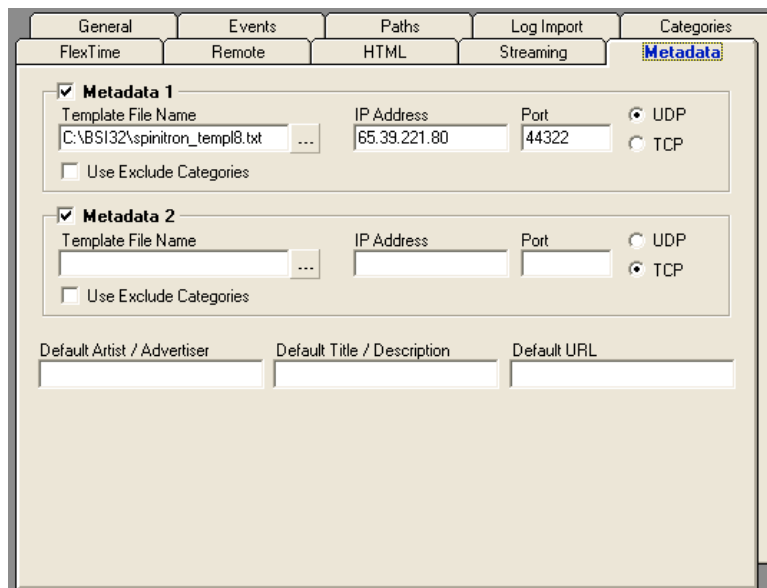 General Events Paths Log Import Categories
FlexTime Remote HTML Streaming Metadata
Metadata 1
Template File Name IP Address Port UDP
C:\BSI32\spinitron_templ8.txt ... 65.39.221.80 44322 TCP
Use Exclude Categories
Metadata 2
Template File Name IP Address Port UDP
... TCP
Use Exclude Categories
Default Artist / Advertiser Default Title / Description Default URL